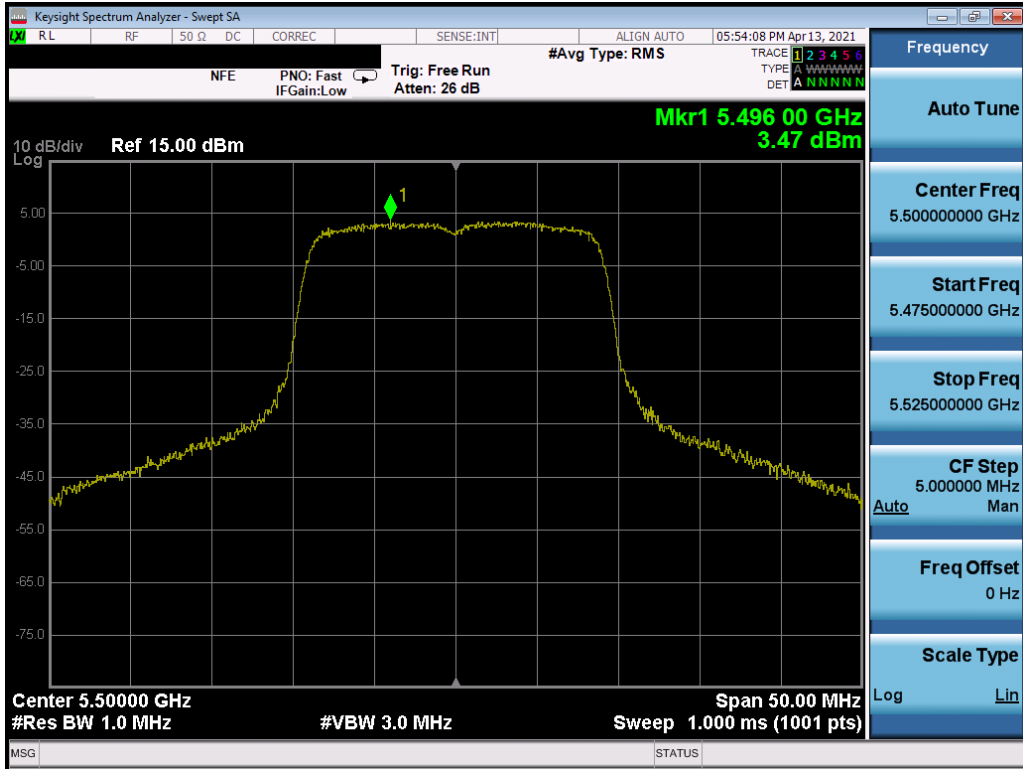 Keysight Spectrum Analyzer - Swept SA
LXI RL RF 50 Ω DC CORREC SENSE:INT ALIGN AUTO 05:54:08 PM Apr 13, 2021
NFE PNO: Fast Trig: Free Run #Avg Type: RMS TRACE 1 2 3 4 5 6
IFGain:Low Atten: 26 dB TYPE A WWWWW
DET A N N N N N
Mkr1 5.496 00 GHz
3.47 dBm
10 dB/div Ref 15.00 dBm
Log
1
5.00
-5.00
-15.0
-25.0
-35.0
-45.0
-55.0
-65.0
-75.0
Center 5.50000 GHz Span 50.00 MHz
#Res BW 1.0 MHz #VBW 3.0 MHz Sweep 1.000 ms (1001 pts)
MSG STATUS
Frequency
Auto Tune
Center Freq
5.500000000 GHz
Start Freq
5.475000000 GHz
Stop Freq
5.525000000 GHz
CF Step
5.000000 MHz
Auto Man
Freq Offset
0 Hz
Scale Type
Log Lin